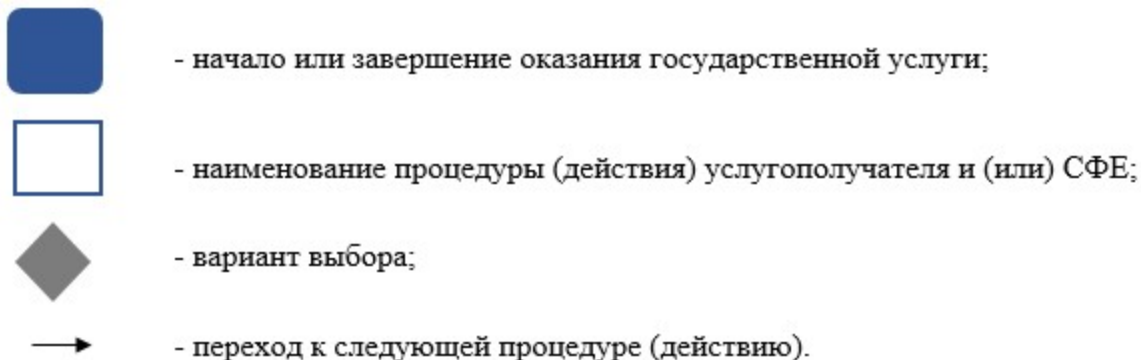 - начало или завершение оказания государственной услуги;
- наименование процедуры (действия) услугополучателя и (или) СФЕ;
- вариант выбора;
- переход к следующей процедуре (действию).